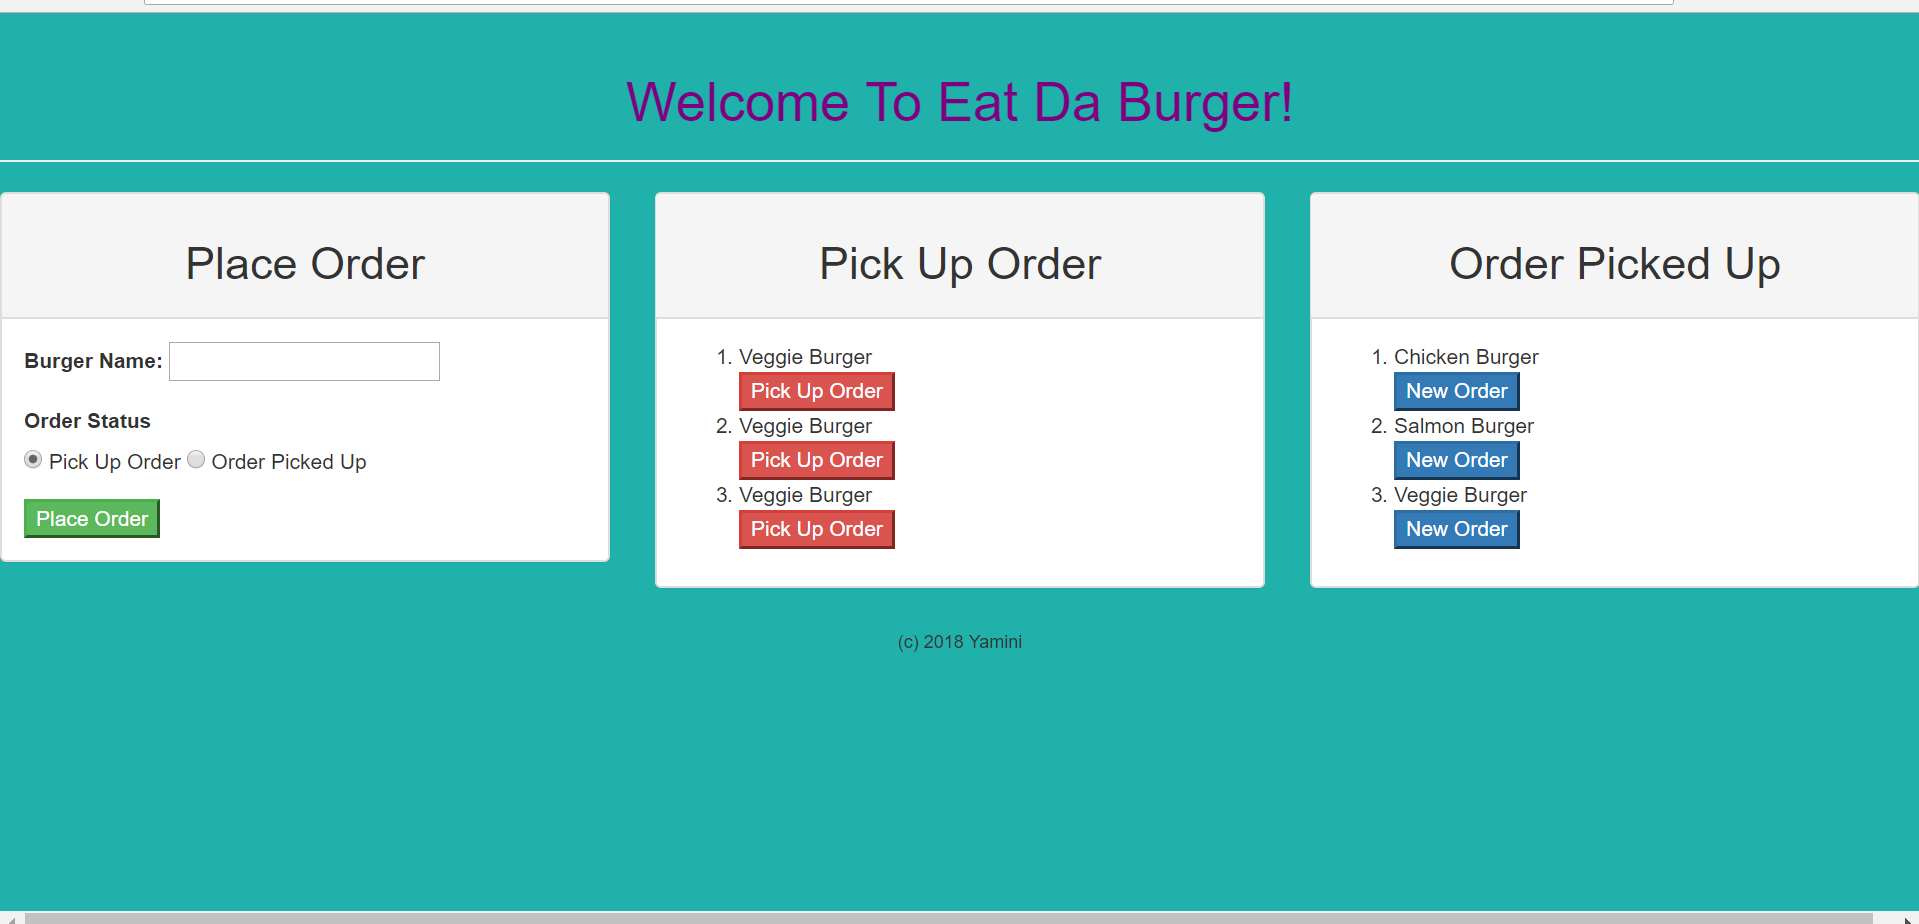 Welcome To Eat Da Burger!
Place Order
Burger Name:
Order Status
Pick Up Order Order Picked Up
Place Order
Pick Up Order
1. Veggie Burger
Pick Up Order
2. Veggie Burger
Pick Up Order
3. Veggie Burger
Pick Up Order
Order Picked Up
1. Chicken Burger
New Order
2. Salmon Burger
New Order
3. Veggie Burger
New Order
(c) 2018 Yamini